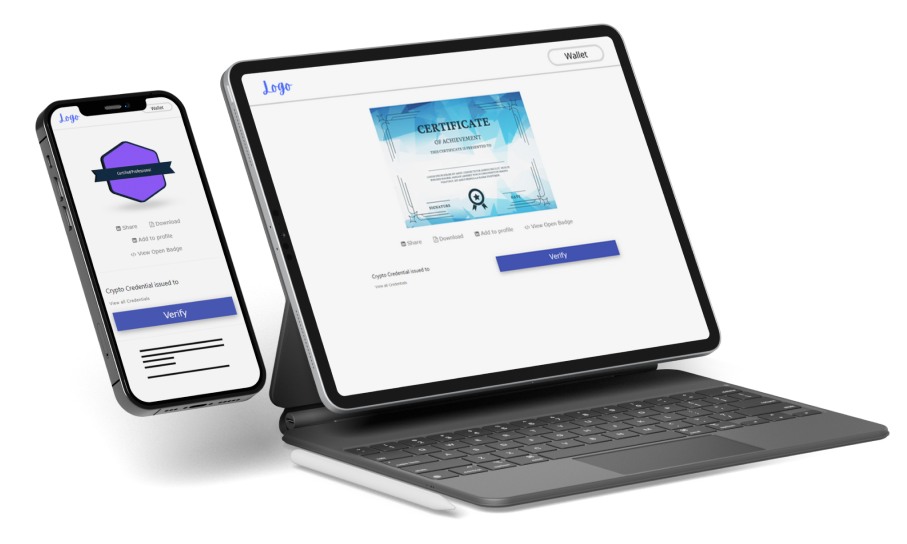 Logo
Wallet
Certified Professional
Share
Download
Add to profile
</> View Open Badge
Crypto Credential issued to
View all Credentials
Verify
Logo
Wallet
CERTIFICATE
OF ACHIEVEMENT
THIS CERTIFICATE IS PRESENTED TO
SIGNATURE
DATE
Share
Download
Add to profile
</> View Open Badge
Crypto Credential issued to
View all Credentials
Verify